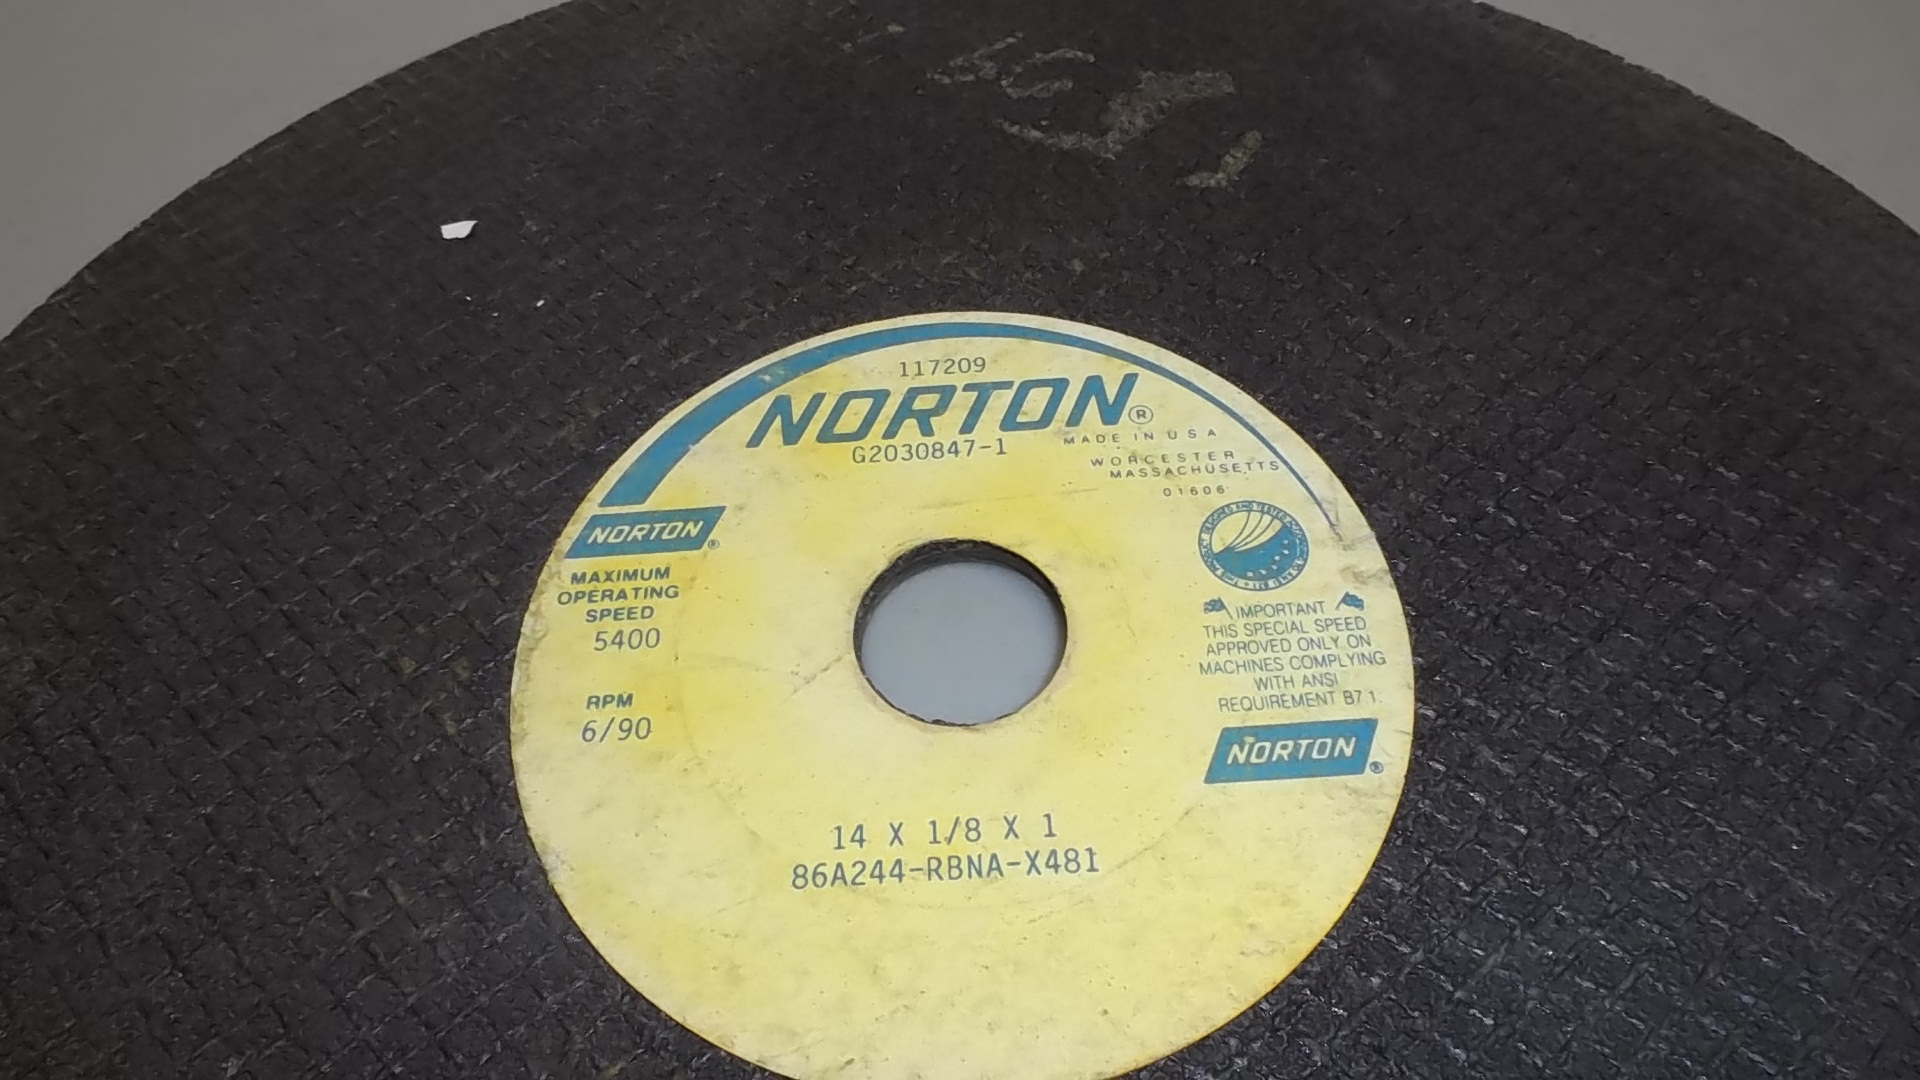 117209
NORTON®
G2030847-1
MADE IN USA
WORCESTER
MASSACHUSETTS
01606
NORTON®
MAXIMUM
OPERATING
SPEED
5400
RPM
6/90
IMPORTANT
THIS SPECIAL SPEED
APPROVED ONLY ON
MACHINES COMPLYING
WITH ANSI
REQUIREMENT B7.1.
NORTON®
14 X 1/8 X 1
86A244-RBNA-X481